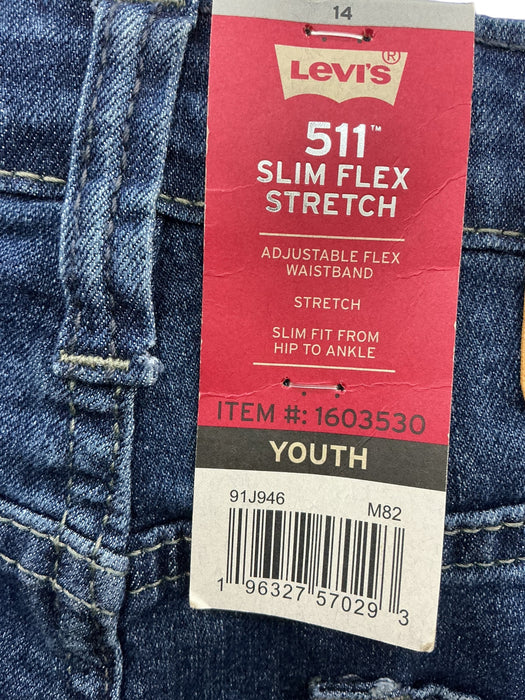 14
Levi's®
511™
SLIM FLEX
STRETCH
ADJUSTABLE FLEX
WAISTBAND
STRETCH
SLIM FIT FROM
HIP TO ANKLE
ITEM #: 1603530
YOUTH
91J946 M82
1 96327 57029 3